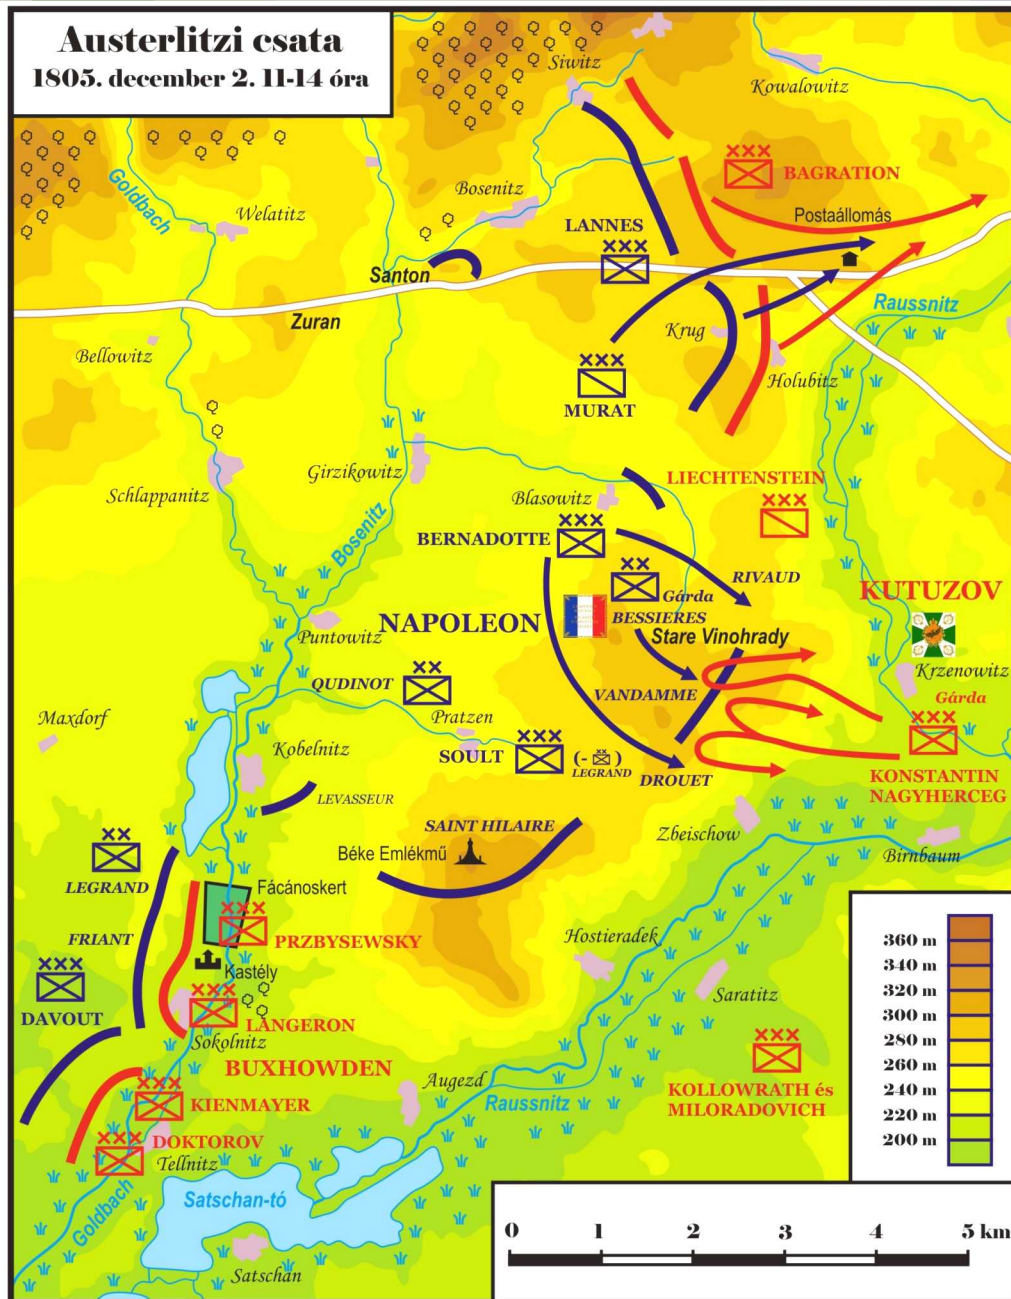 Austerlitzi csata
1805. december 2. 11-14 óra
Siwitz
Kowalowitz
Goldbach
Welatitz
Bosenitz
BAGRATION
Postaállomás
LANNES
Santon
Zuran
Raussnitz
Bellowitz
Krug
Holubitz
MURAT
Girzikowitz
Schlappanitz
LIECHTENSTEIN
Blasowitz
Bosenitz
BERNADOTTE
RIVAUD
KUTUZOV
Gárda
NAPOLEON
BESSIERES
Puntowitz
Stare Vinohrady
Krzenowitz
QUDINOT
VANDAMME
Gárda
Maxdorf
Pratzen
Kobelnitz
SOULT
(-
)
LEGRAND
DROUET
KONSTANTIN
NAGYHERCEG
LEVASSEUR
SAINT HILAIRE
Zbeischow
Birnbaum
Béke Emlékmű
LEGRAND
Fácánoskert
FRIANT
PRZBYSEWSKY
Hostieradek
360 m
340 m
320 m
300 m
280 m
260 m
240 m
220 m
200 m
Kastély
DAVOUT
LANGERON
Sokolnitz
Saratitz
BUXHOWDEN
Augezd
Raussnitz
KIENMAYER
KOLLOWRATH és
MILORADOVICH
DOKTOROV
Tellnitz
Goldbach
Satschan-tó
Satschan
0 1 2 3 4 5 km